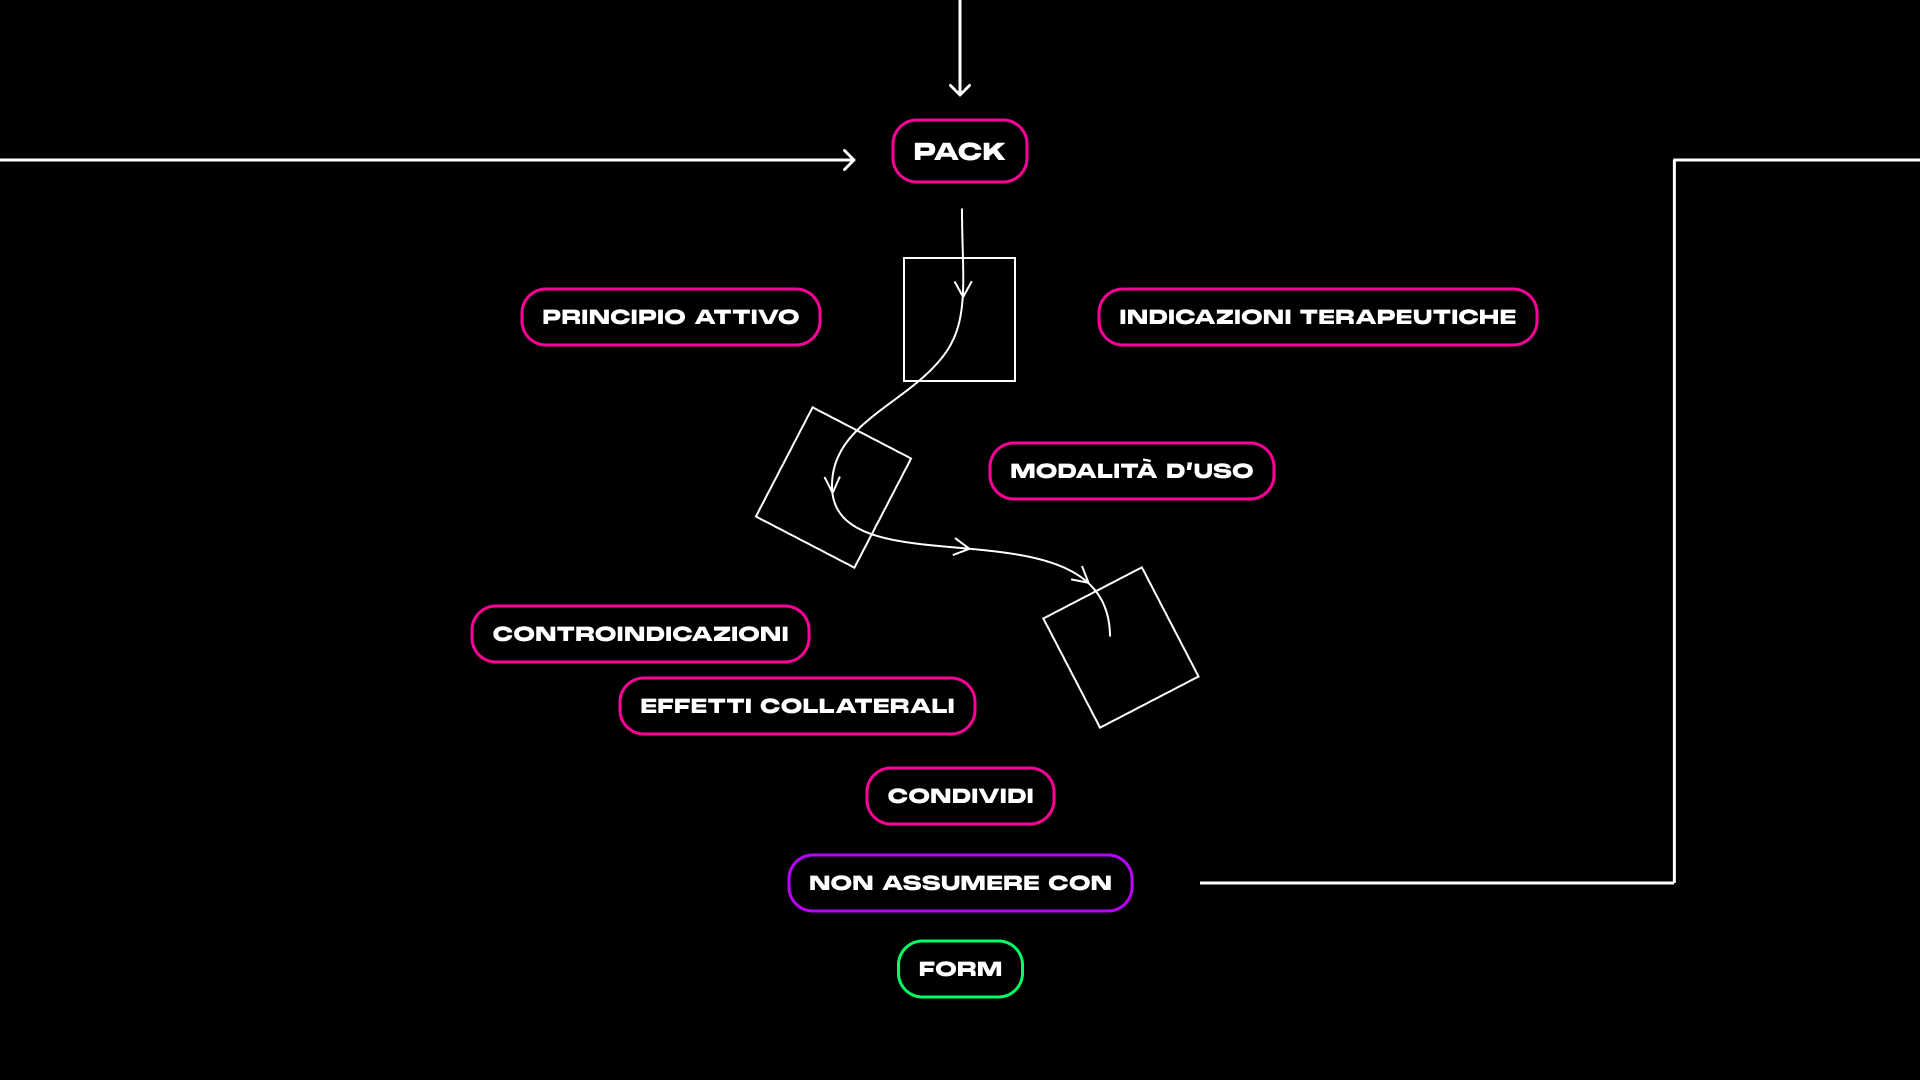 PACK
PRINCIPIO ATTIVO
INDICAZIONI TERAPEUTICHE
MODALITÀ D'USO
CONTROINDICAZIONI
EFFETTI COLLATERALI
CONDIVIDI
NON ASSUMERE CON
FORM